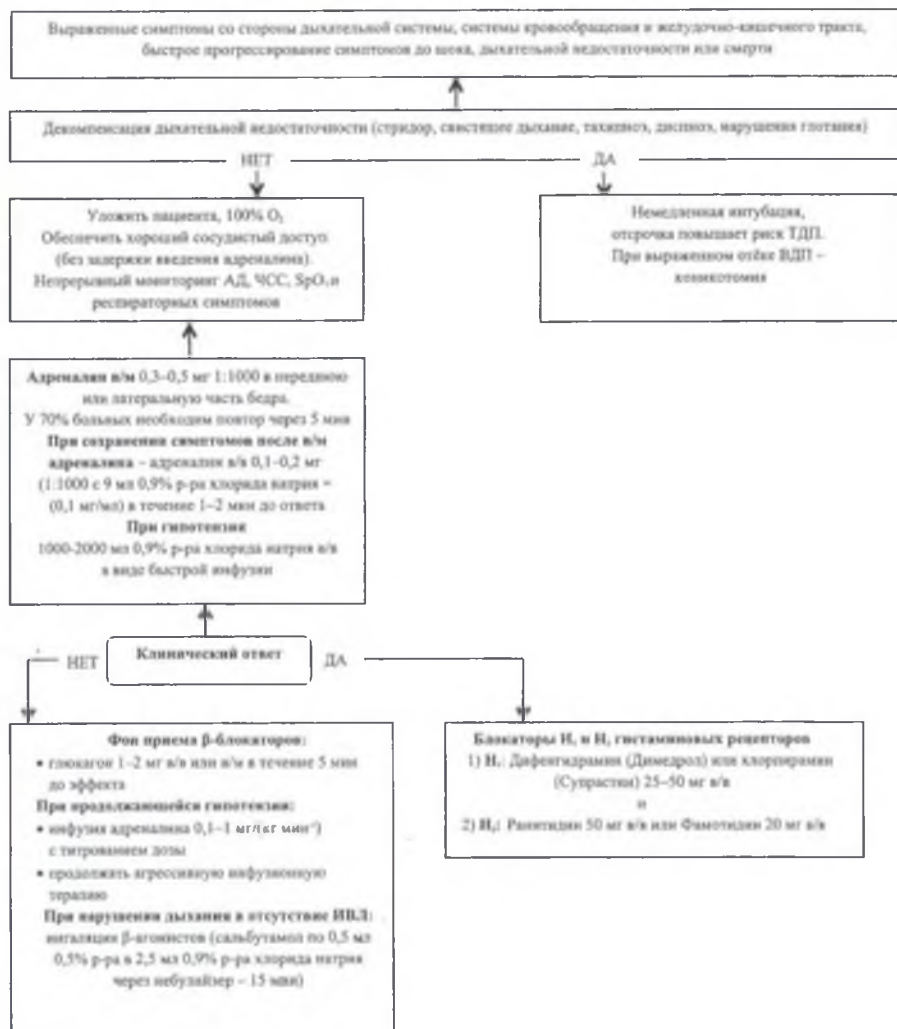 Выраженные симптомы со стороны дыхательной системы, системы кровообращения и желудочно-кишечного тракта,
быстрое прогрессирование симптомов до шока, дыхательной недостаточности или смерти
Декомпенсация дыхательной недостаточности (стридор, свистящее дыхание, тахипноэ, диспноэ, нарушения глотания)
НЕТ
ДА
Уложить пациента, 100% O₂
Обеспечить хороший сосудистый доступ
(без задержки введения адреналина).
Непрерывный мониторинг АД, ЧСС, SpO₂ и
респираторных симптомов
Немедленная интубация,
отсрочка повышает риск ТДП.
При выраженном отёке ВДП –
коникотомия
Адреналин в/м 0,3–0,5 мг 1:1000 в переднюю
или латеральную часть бедра.
У 70% больных необходим повтор через 5 мин
При сохранении симптомов после в/м
адреналина – адреналин в/в 0,1–0,2 мг
(1:1000 с 9 мл 0,9% р-ра хлорида натрия =
(0,1 мг/мл) в течение 1–2 мин до ответа
При гипотензии
1000-2000 мл 0,9% р-ра хлорида натрия в/в
в виде быстрой инфузии
НЕТ
Клинический ответ
ДА
Фон приема β-блокаторов:
• глюкагон 1–2 мг в/в или в/м в течение 5 мин
до эффекта
При продолжающейся гипотензии:
• инфузия адреналина 0,1–1 мг/(кг мин⁻¹)
с титрованием дозы
• продолжать агрессивную инфузионную
терапию
При нарушении дыхания в отсутствие ИВЛ:
ингаляция β-агонистов (сальбутамол по 0,5 мл
0,5% р-ра в 2,5 мл 0,9% р-ра хлорида натрия
через небулайзер – 15 мин)
Блокаторы H₁ и H₂ гистаминовых рецепторов
1) H₁: Дифенгидрамин (Димедрол) или хлорпирамин
(Супрастин) 25–50 мг в/в
и
2) H₂: Ранитидин 50 мг в/в или Фамотидин 20 мг в/в